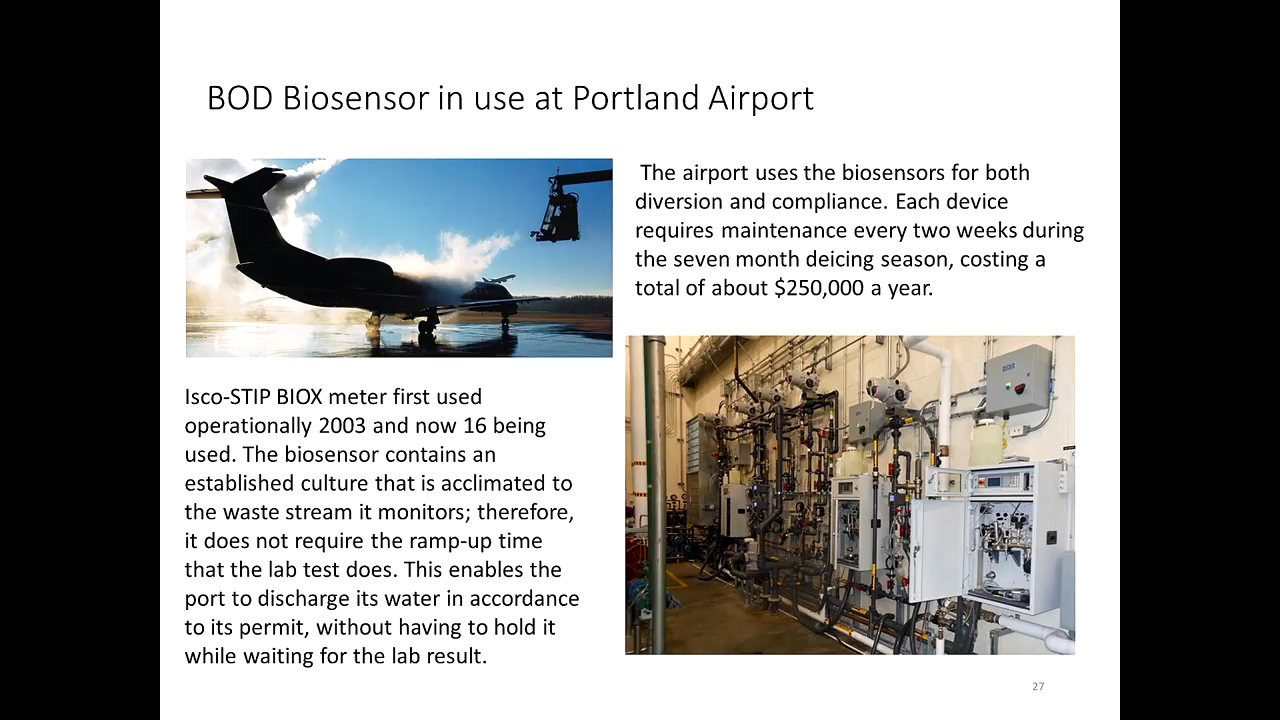 BOD Biosensor in use at Portland Airport
The airport uses the biosensors for both
diversion and compliance. Each device
requires maintenance every two weeks during
the seven month deicing season, costing a
total of about $250,000 a year.
Isco-STIP BIOX meter first used
operationally 2003 and now 16 being
used. The biosensor contains an
established culture that is acclimated to
the waste stream it monitors; therefore,
it does not require the ramp-up time
that the lab test does. This enables the
port to discharge its water in accordance
to its permit, without having to hold it
while waiting for the lab result.
27